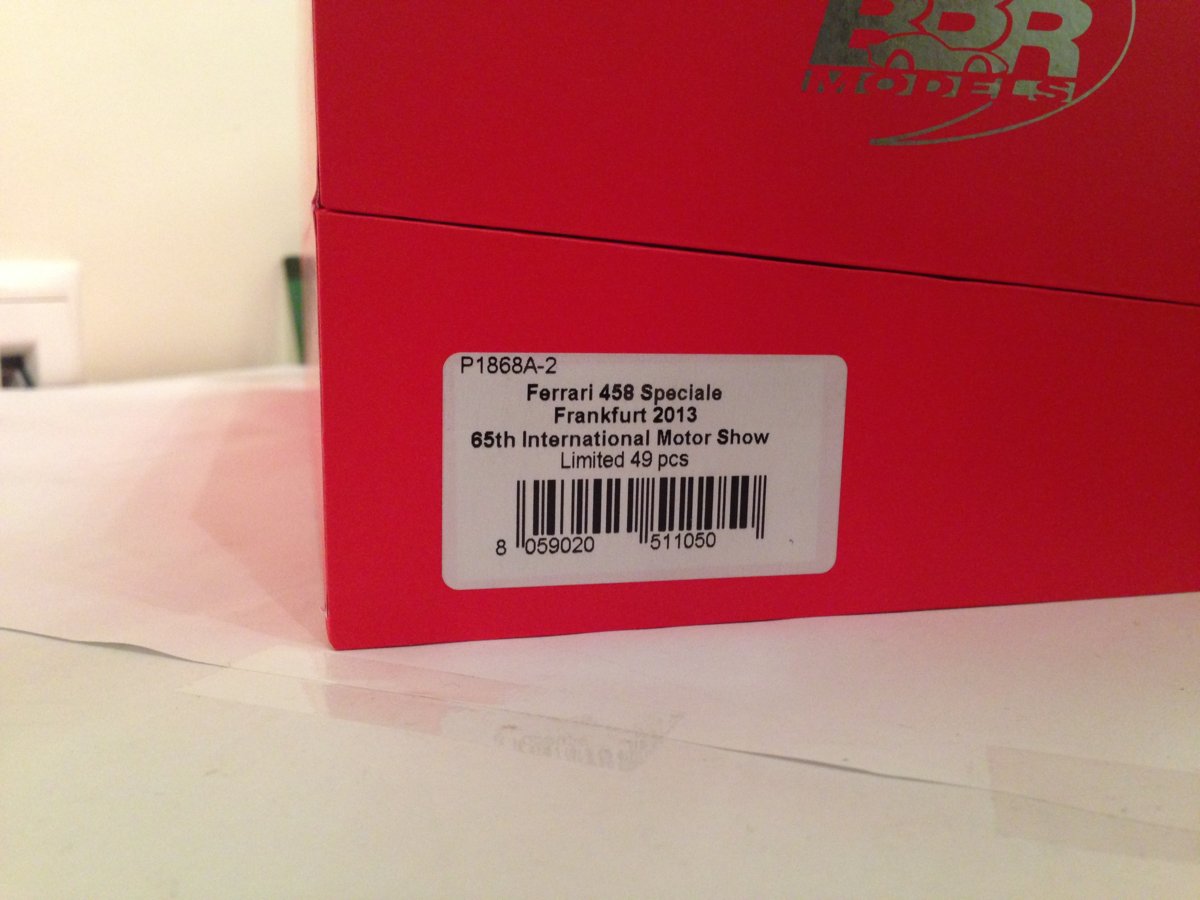 BBR
MODELS
P1868A-2
Ferrari 458 Speciale
Frankfurt 2013
65th International Motor Show
Limited 49 pcs
8 059020 511050